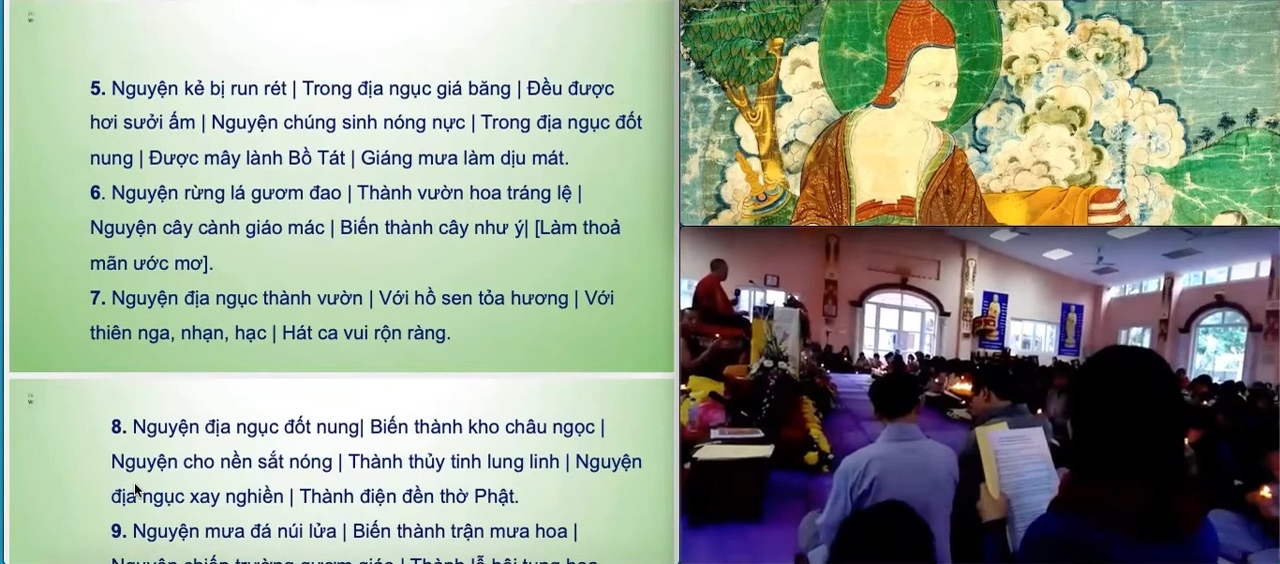 5. Nguyện kẻ bị run rét | Trong địa ngục giá băng | Đều được
hơi sưởi ấm | Nguyện chúng sinh nóng nực | Trong địa ngục đốt
nung | Được mây lành Bồ Tát | Giáng mưa làm dịu mát.
6. Nguyện rừng lá gươm đao | Thành vườn hoa tráng lệ |
Nguyện cây cành giáo mác | Biến thành cây như ý| [Làm thoả
mãn ước mơ].
7. Nguyện địa ngục thành vườn | Với hồ sen tỏa hương | Với
thiên nga, nhạn, hạc | Hát ca vui rộn ràng.
8. Nguyện địa ngục đốt nung| Biến thành kho châu ngọc |
Nguyện cho nền sắt nóng | Thành thủy tinh lung linh | Nguyện
địa ngục xay nghiền | Thành điện đền thờ Phật.
9. Nguyện mưa đá núi lửa | Biến thành trận mưa hoa |